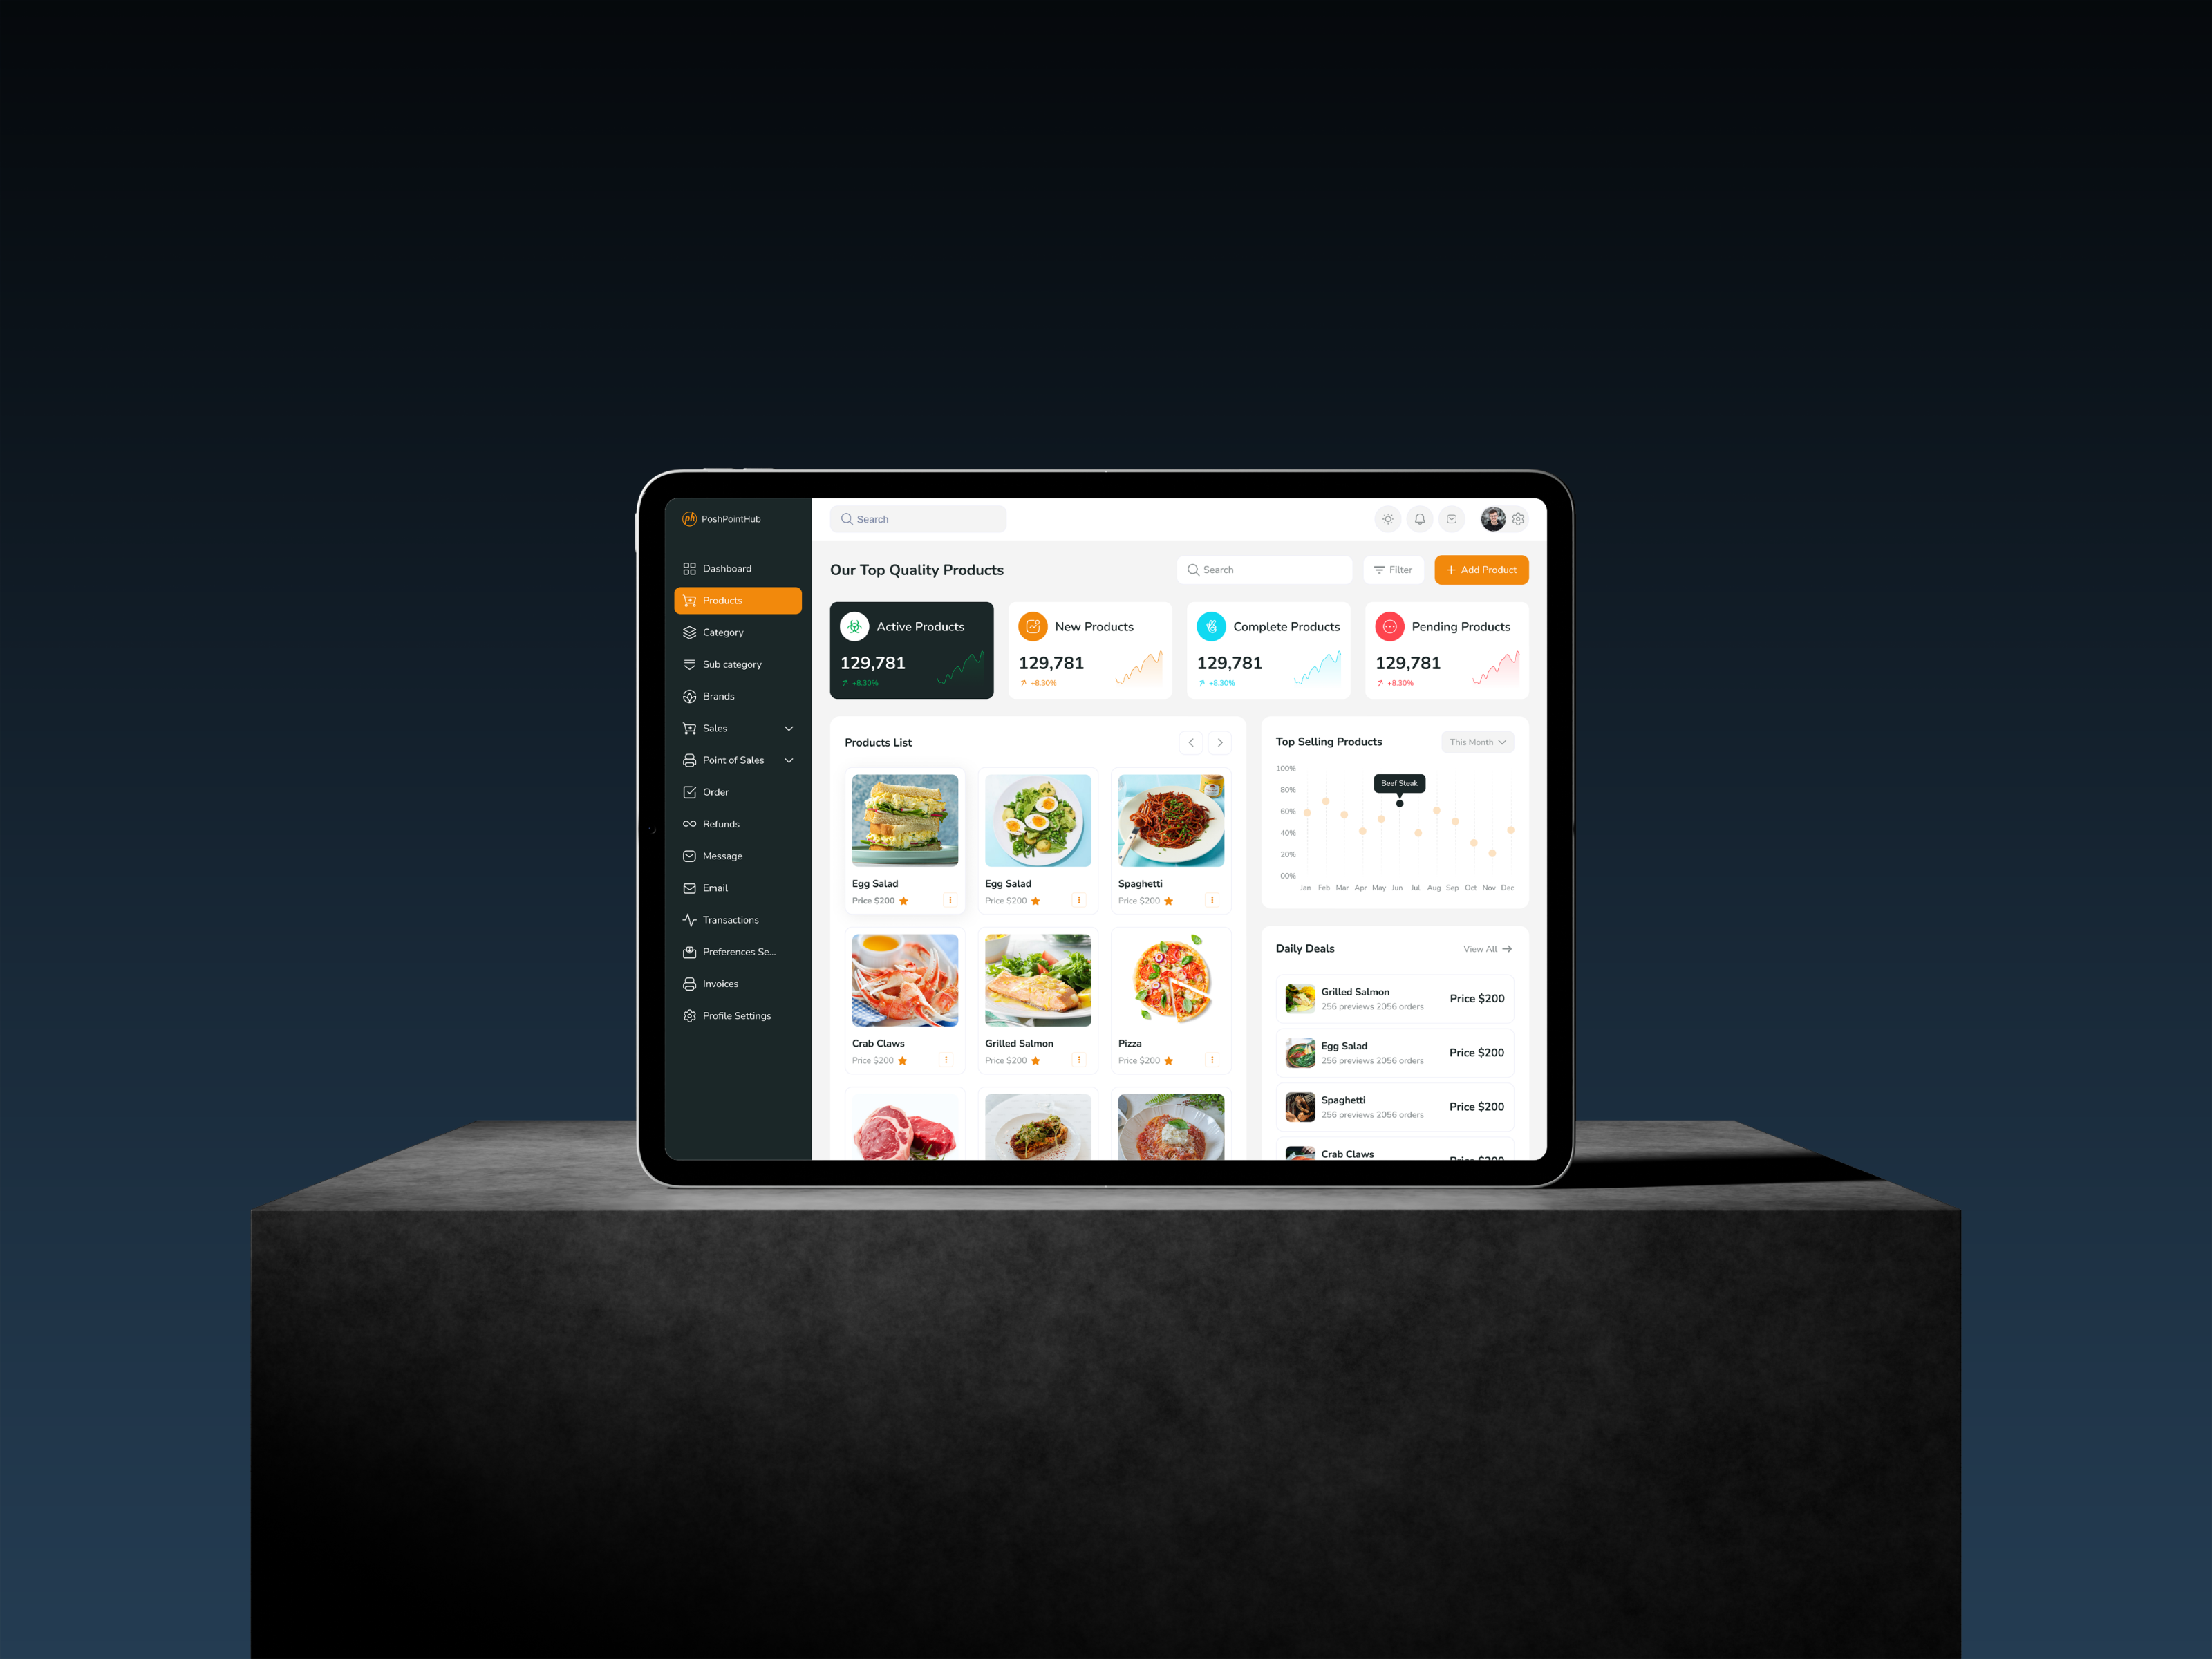 ph PoshPointHub
Dashboard
Products
Category
Sub category
Brands
Sales
Point of Sales
Order
Refunds
Message
Email
Transactions
Preferences Se...
Invoices
Profile Settings
Search
Our Top Quality Products
Search
Filter
+ Add Product
Active Products
129,781
+8.30%
New Products
129,781
+8.30%
Complete Products
129,781
+8.30%
Pending Products
129,781
+8.30%
Products List
Egg Salad
Price $200
Egg Salad
Price $200
Spaghetti
Price $200
Crab Claws
Price $200
Grilled Salmon
Price $200
Pizza
Price $200
Top Selling Products
This Month
100%
80%
60%
40%
20%
00%
Beef Steak
Jan Feb Mar Apr May Jun Jul Aug Sep Oct Nov Dec
Daily Deals
View All
Grilled Salmon
256 previews 2056 orders
Price $200
Egg Salad
256 previews 2056 orders
Price $200
Spaghetti
256 previews 2056 orders
Price $200
Crab Claws
Price $200